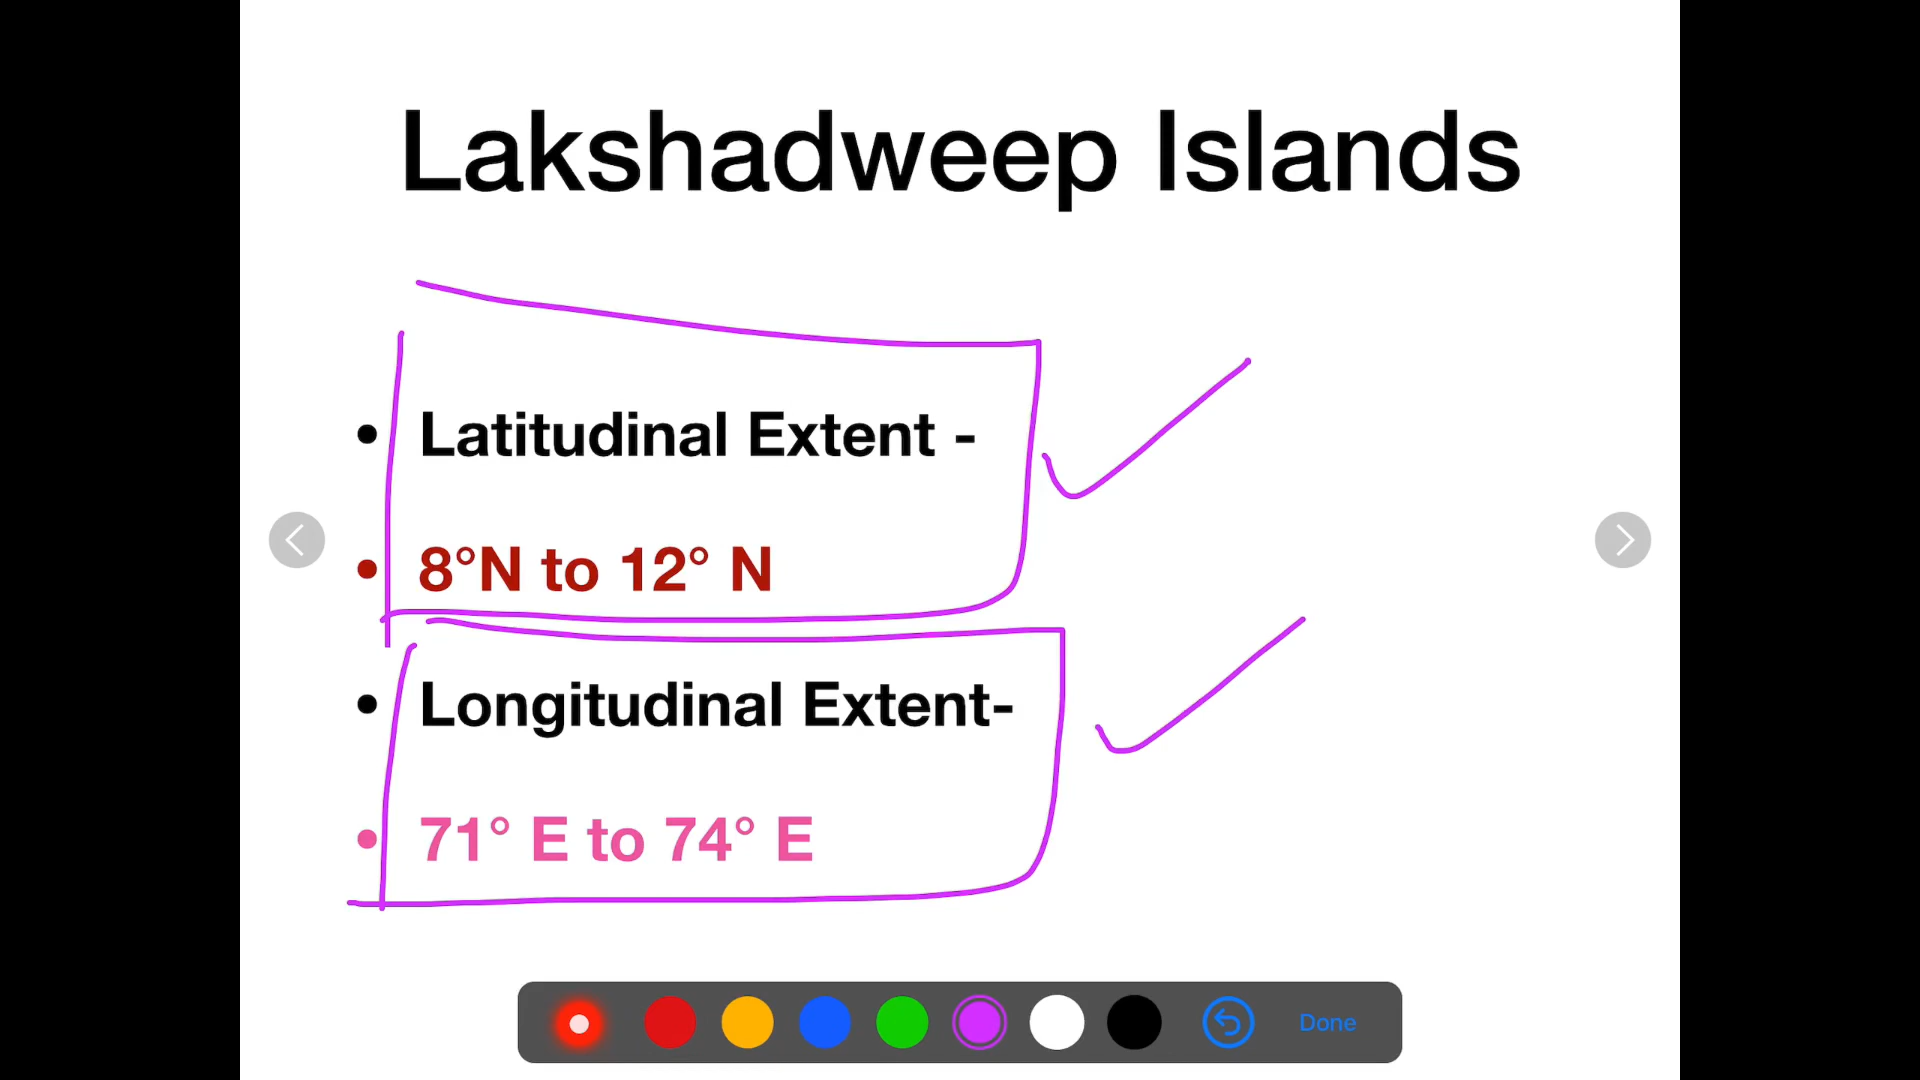 Lakshadweep Islands
• Latitudinal Extent -
• 8°N to 12° N
• Longitudinal Extent-
• 71° E to 74° E
Done